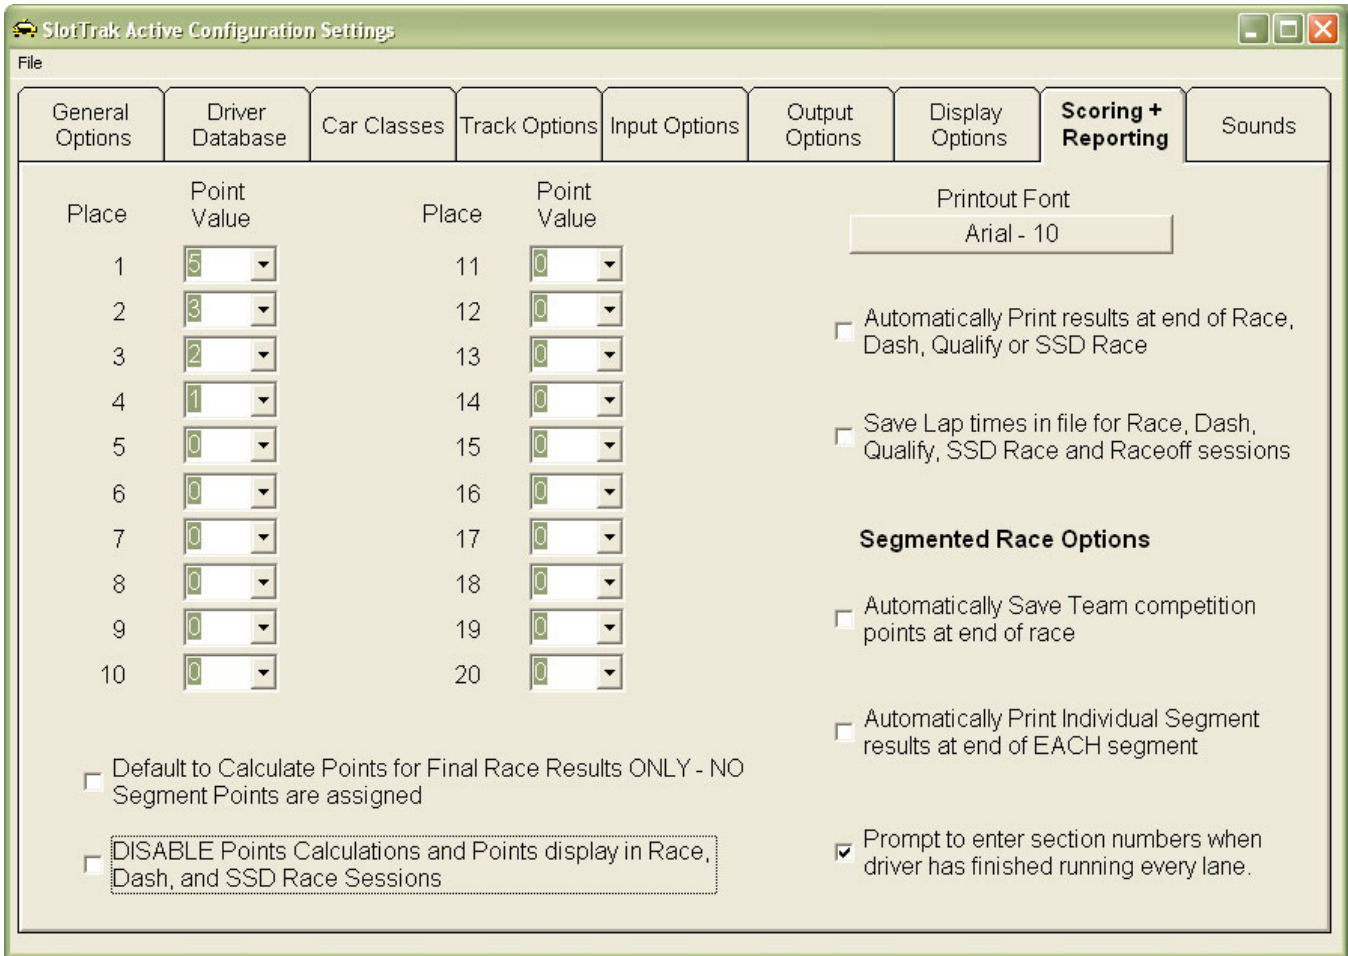 SlotTrak Active Configuration Settings
File
General
Options
Driver
Database
Car Classes
Track Options
Input Options
Output
Options
Display
Options
Scoring +
Reporting
Sounds
Place
Point
Value
1 5
2 3
3 2
4 1
5 0
6 0
7 0
8 0
9 0
10 0
Place
Point
Value
11 0
12 0
13 0
14 0
15 0
16 0
17 0
18 0
19 0
20 0
Default to Calculate Points for Final Race Results ONLY - NO
Segment Points are assigned
DISABLE Points Calculations and Points display in Race,
Dash, and SSD Race Sessions
Printout Font
Arial - 10
Automatically Print results at end of Race,
Dash, Qualify or SSD Race
Save Lap times in file for Race, Dash,
Qualify, SSD Race and Raceoff sessions
Segmented Race Options
Automatically Save Team competition
points at end of race
Automatically Print Individual Segment
results at end of EACH segment
Prompt to enter section numbers when
driver has finished running every lane.